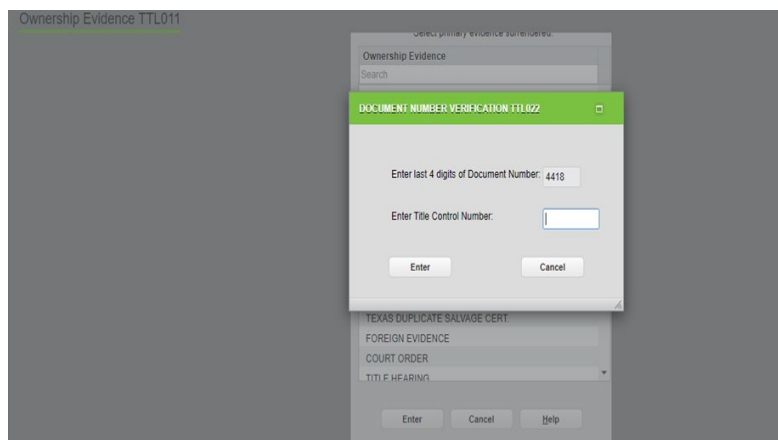 Ownership Evidence TTL011
Select primary evidence surrendered:
Ownership Evidence
Search
DOCUMENT NUMBER VERIFICATION TTL022
Enter last 4 digits of Document Number: 4418
Enter Title Control Number:
Enter Cancel
TEXAS DUPLICATE SALVAGE CERT.
FOREIGN EVIDENCE
COURT ORDER
TITLE HEARING
Enter Cancel Help